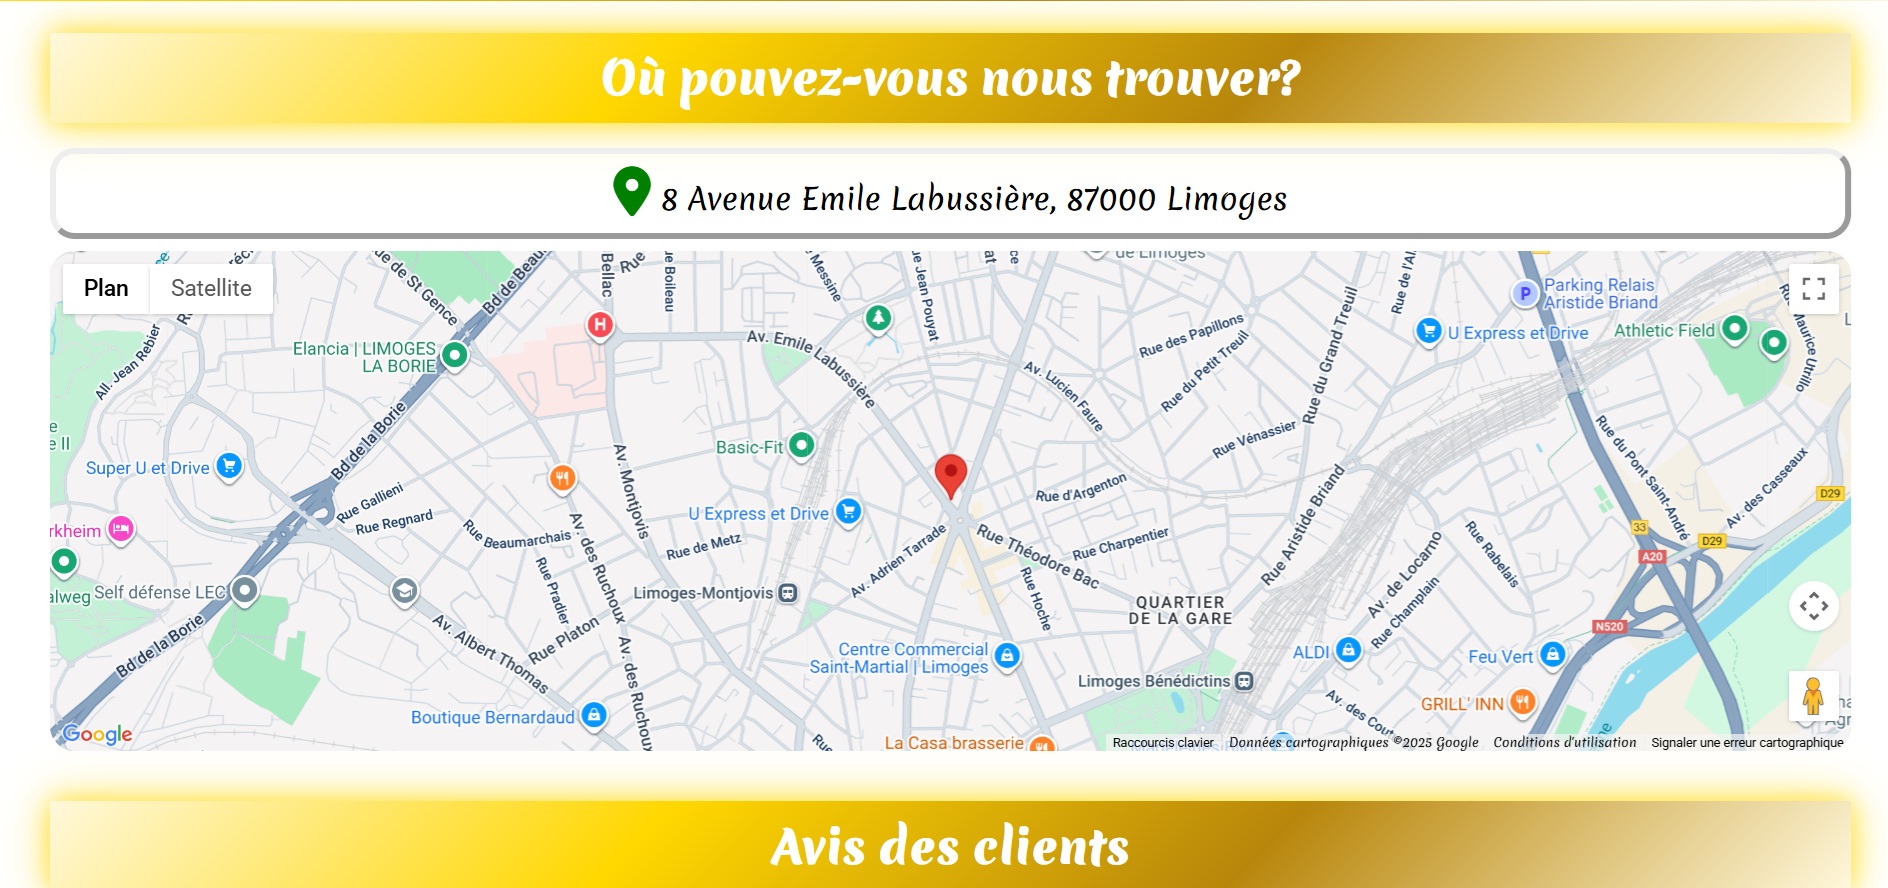 Où pouvez-vous nous trouver?
8 Avenue Emile Labussière, 87000 Limoges
Plan
Satellite
Rue de St Gence
Bellac
Rue
Rue Boileau
Messine
Rue Jean Pouyat
de Limoges
Parking Relais
Aristide Briand
U Express et Drive
Athletic Field
Maurice Utrillo
Elancia | LIMOGES
LA BORIE
All. Jean Rebier
Av. Emile Labussière
Rue des Papillons
Rue du Petit Treuil
Rue du Grand Treuil
Av. Lucien Faure
Bd de la Borie
Basic-Fit
Rue Vénassier
Super U et Drive
Av. Montjovis
Rue d'Argenton
Rue du Pont Saint-André
Av. des Casseaux
D29
Rue Gallieni
Rue Regnard
U Express et Drive
33
D29
A20
Rue Beaumarchais
Av. des Ruchoux
Rue de Metz
Av. Adrien Tarrade
Rue Théodore Bac
Rue Charpentier
Rue Aristide Briand
Rue Rabelais
Av. de Locarno
Self défense LEC
Rue Pradier
Limoges-Montjovis
Rue Hoche
QUARTIER
DE LA GARE
Rue Champlain
N520
Bd de la Borie
Av. Albert Thomas
Rue Platon
Av. des Ruchoux
Centre Commercial
Saint-Martial | Limoges
ALDI
Feu Vert
Limoges Bénédictins
Boutique Bernardaud
GRILL' INN
La Casa brasserie
Google
Raccourcis clavier
Données cartographiques ©2025 Google
Conditions d'utilisation
Signaler une erreur cartographique
Avis des clients